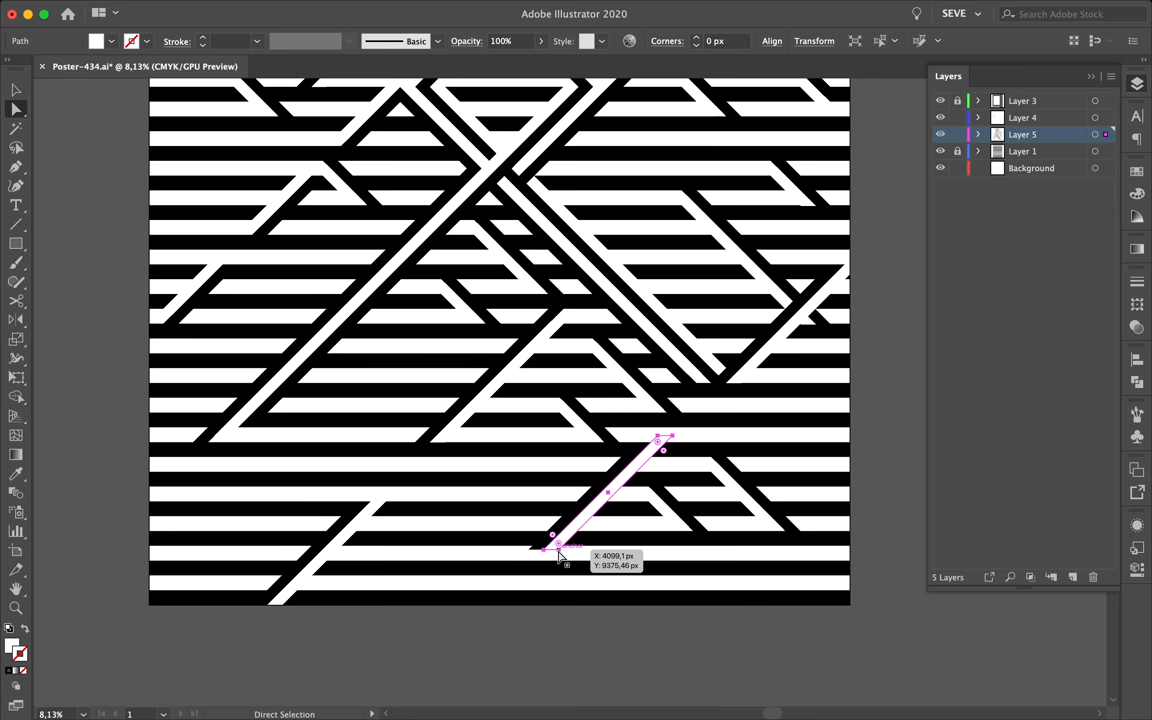 Adobe Illustrator 2020
SEVE
Search Adobe Stock
Path
Stroke:
Basic
Opacity:
100%
Style:
Corners:
0 px
Align
Transform
Poster-434.ai* @ 8,13% (CMYK/GPU Preview)
Layers
Layer 3
Layer 4
Layer 5
Layer 1
Background
X: 4099,1 px
Y: 9375,46 px
5 Layers
8,13%
1
Direct Selection